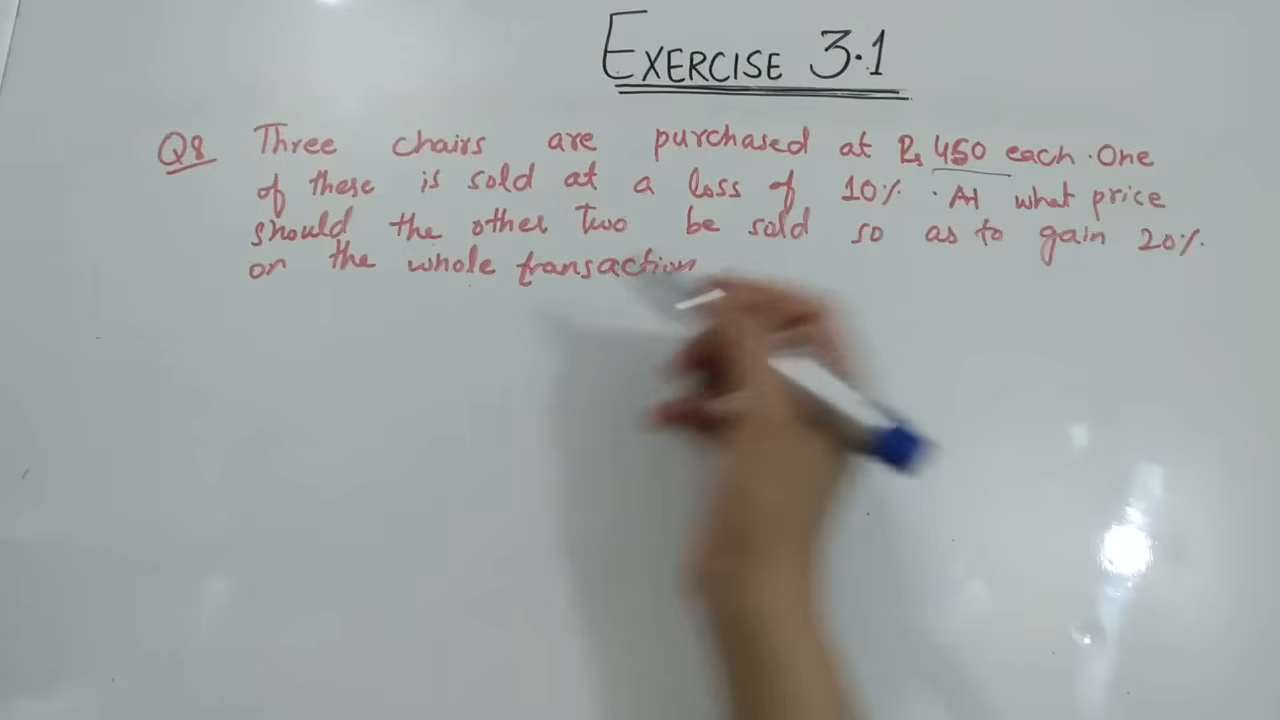 EXERCISE 3.1
Q8 Three chairs are purchased at Rs 450 each. One
of these is sold at a loss of 10%. At what price
should the other two be sold so as to gain 20%.
on the whole transaction